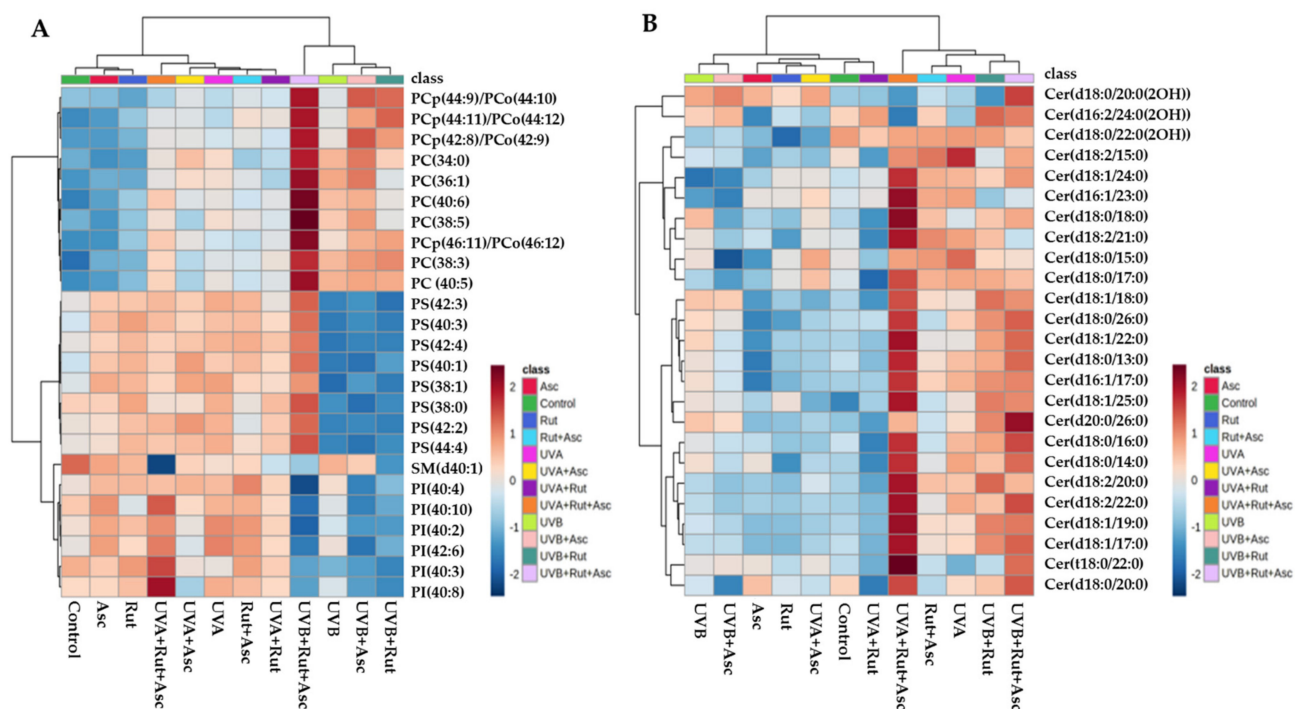 A
class
PCp(44:9)/PCo(44:10)
PCp(44:11)/PCo(44:12)
PCp(42:8)/PCo(42:9)
PC(34:0)
PC(36:1)
PC(40:6)
PC(38:5)
PCp(46:11)/PCo(46:12)
PC(38:3)
PC (40:5)
PS(42:3)
PS(40:3)
PS(42:4)
PS(40:1)
PS(38:1)
PS(38:0)
PS(42:2)
PS(44:4)
SM(d40:1)
PI(40:4)
PI(40:10)
PI(40:2)
PI(42:6)
PI(40:3)
PI(40:8)
Control
Asc
Rut
UVA+Rut+Asc
UVA+Asc
UVA
Rut+Asc
UVA+Rut
UVB+Rut+Asc
UVB
UVB+Asc
UVB+Rut
2
1
0
-1
-2
class
Asc
Control
Rut
Rut+Asc
UVA
UVA+Asc
UVA+Rut
UVA+Rut+Asc
UVB
UVB+Asc
UVB+Rut
UVB+Rut+Asc
B
class
Cer(d18:0/20:0(2OH))
Cer(d16:2/24:0(2OH))
Cer(d18:0/22:0(2OH))
Cer(d18:2/15:0)
Cer(d18:1/24:0)
Cer(d16:1/23:0)
Cer(d18:0/18:0)
Cer(d18:2/21:0)
Cer(d18:0/15:0)
Cer(d18:0/17:0)
Cer(d18:1/18:0)
Cer(d18:0/26:0)
Cer(d18:1/22:0)
Cer(d18:0/13:0)
Cer(d16:1/17:0)
Cer(d18:1/25:0)
Cer(d20:0/26:0)
Cer(d18:0/16:0)
Cer(d18:0/14:0)
Cer(d18:2/20:0)
Cer(d18:2/22:0)
Cer(d18:1/19:0)
Cer(d18:1/17:0)
Cer(t18:0/22:0)
Cer(d18:0/20:0)
UVB
UVB+Asc
Asc
Rut
UVA+Asc
Control
UVA+Rut
UVA+Rut+Asc
Rut+Asc
UVA
UVB+Rut
UVB+Rut+Asc
2
1
0
-1
-2
class
Asc
Control
Rut
Rut+Asc
UVA
UVA+Asc
UVA+Rut
UVA+Rut+Asc
UVB
UVB+Asc
UVB+Rut
UVB+Rut+Asc